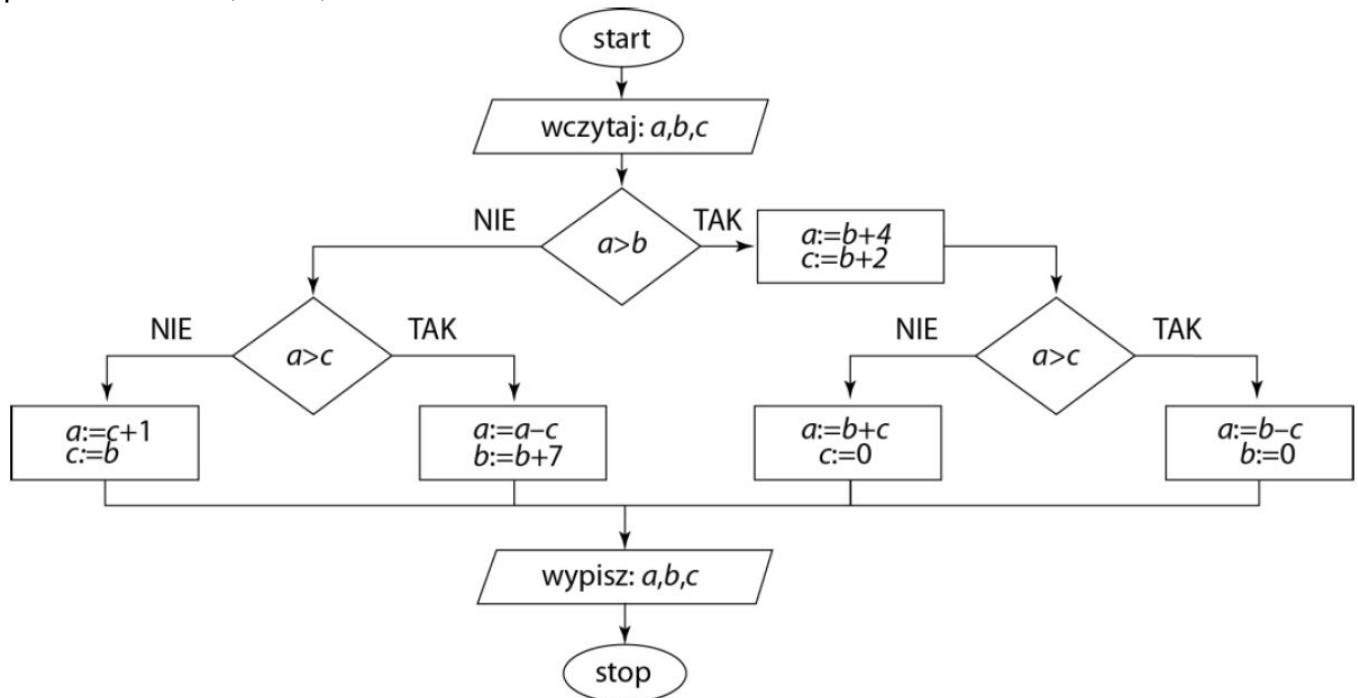 start
wczytaj: a,b,c
NIE
a>b
TAK
a:=b+4
c:=b+2
NIE
a>c
TAK
NIE
a>c
TAK
a:=c+1
c:=b
a:=a–c
b:=b+7
a:=b+c
c:=0
a:=b–c
b:=0
wypisz: a,b,c
stop